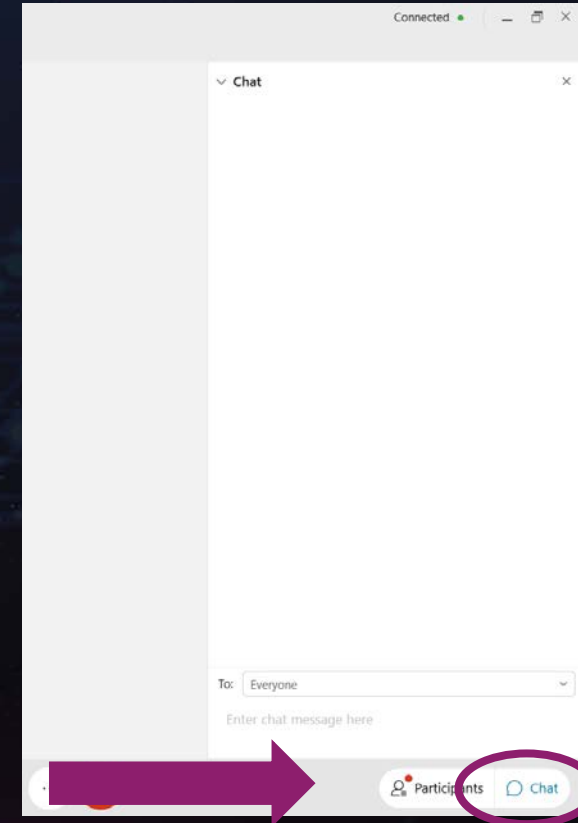 Connected
Chat
To: Everyone
Enter chat message here
Participants
Chat